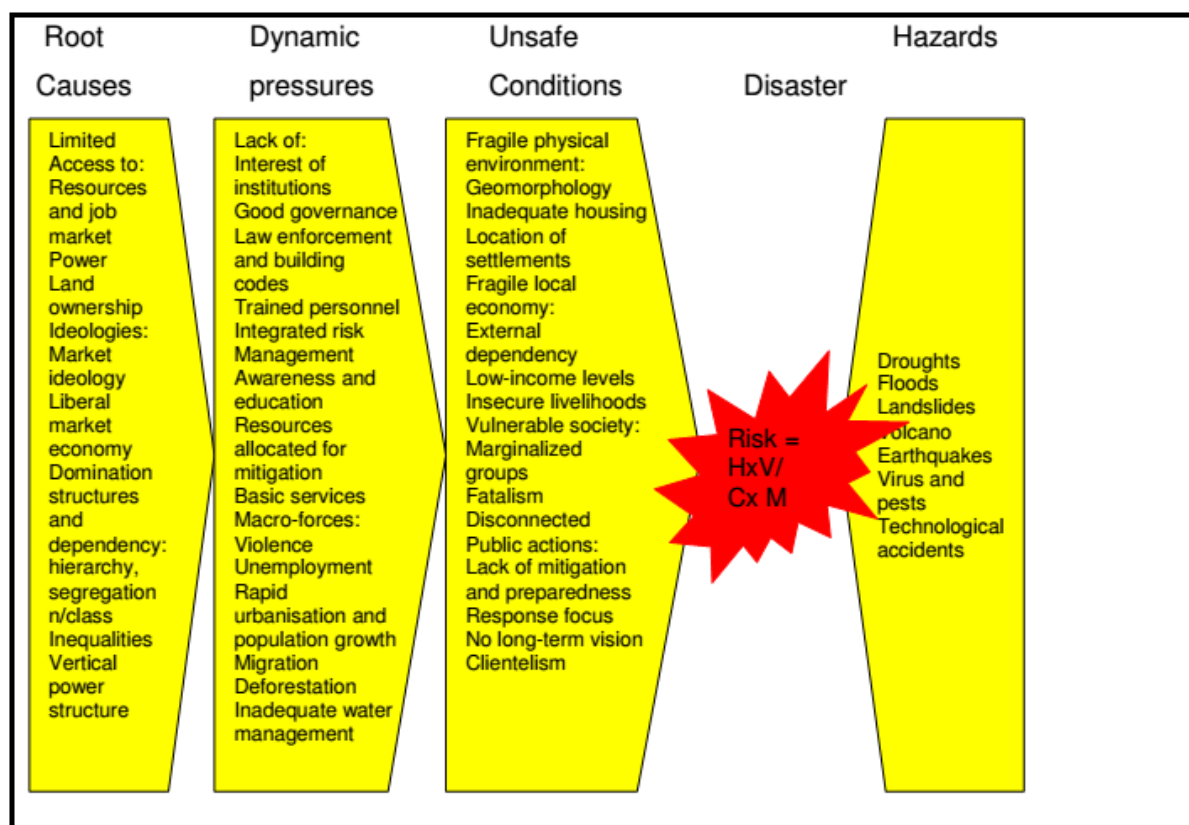 Root
Causes
Dynamic
pressures
Unsafe
Conditions
Disaster
Hazards
Limited
Access to:
Resources
and job
market
Power
Land
ownership
Ideologies:
Market
ideology
Liberal
market
economy
Domination
structures
and
dependency:
hierarchy,
segregation
n/class
Inequalities
Vertical
power
structure
Lack of:
Interest of
institutions
Good governance
Law enforcement
and building
codes
Trained personnel
Integrated risk
Management
Awareness and
education
Resources
allocated for
mitigation
Basic services
Macro-forces:
Violence
Unemployment
Rapid
urbanisation and
population growth
Migration
Deforestation
Inadequate water
management
Fragile physical
environment:
Geomorphology
Inadequate housing
Location of
settlements
Fragile local
economy:
External
dependency
Low-income levels
Insecure livelihoods
Vulnerable society:
Marginalized
groups
Fatalism
Disconnected
Public actions:
Lack of mitigation
and preparedness
Response focus
No long-term vision
Clientelism
Risk =
HxV/
Cx M
Droughts
Floods
Landslides
Volcano
Earthquakes
Virus and
pests
Technological
accidents